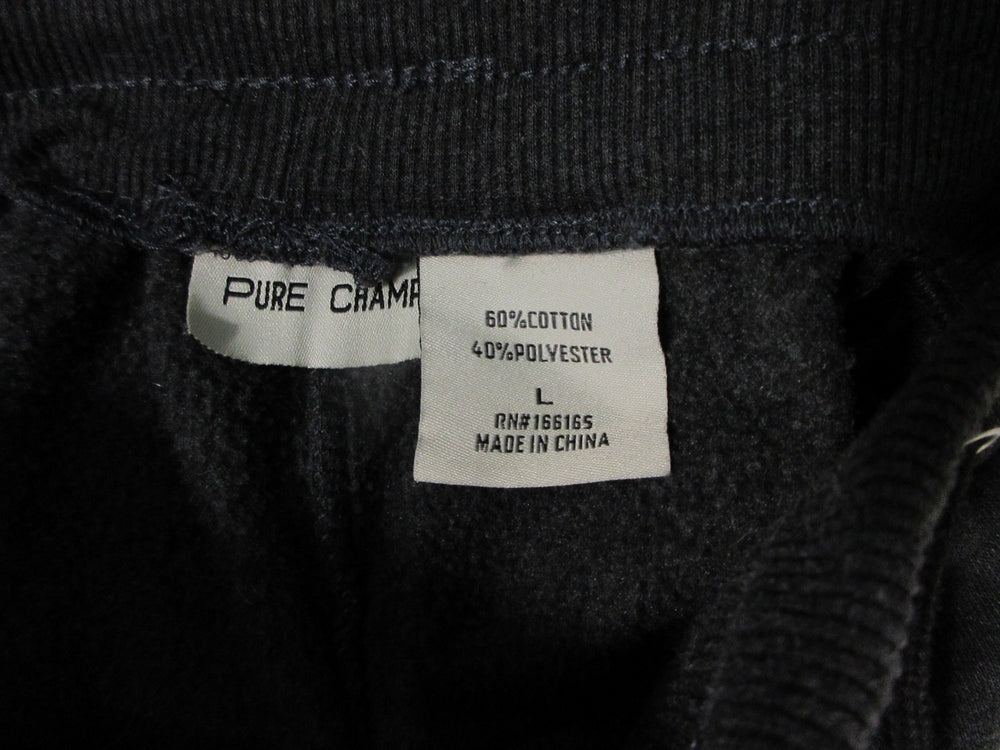 PURE CHAMP
60%COTTON
40%POLYESTER
L
RN#166165
MADE IN CHINA